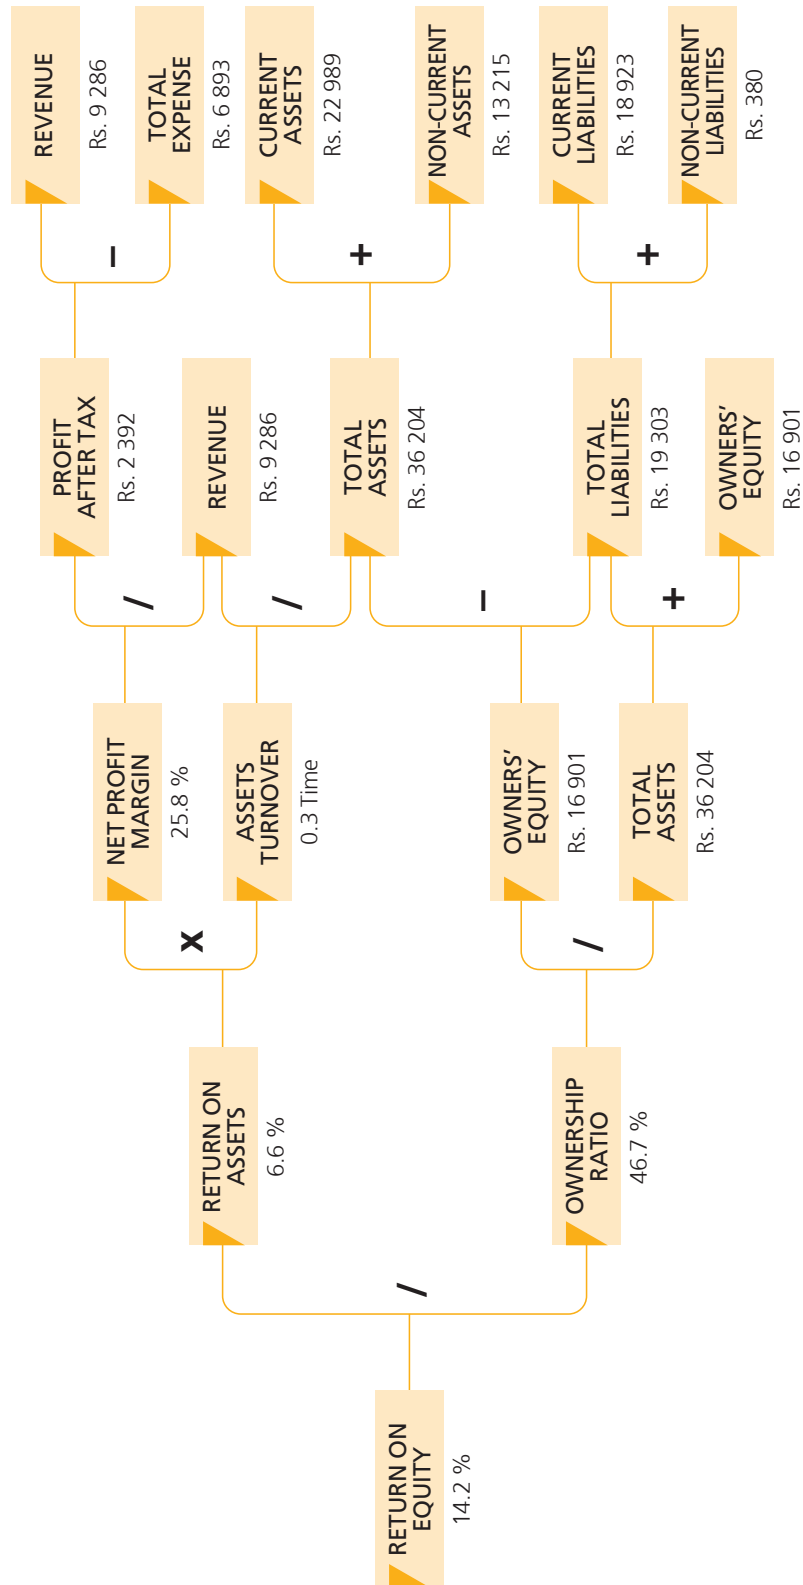 RETURN ON
EQUITY
14.2 %
/
RETURN ON
ASSETS
6.6 %
OWNERSHIP
RATIO
46.7 %
x
/
NET PROFIT
MARGIN
25.8 %
ASSETS
TURNOVER
0.3 Time
OWNERS'
EQUITY
Rs. 16 901
TOTAL
ASSETS
Rs. 36 204
/
/
–
+
PROFIT
AFTER TAX
Rs. 2 392
REVENUE
Rs. 9 286
TOTAL
ASSETS
Rs. 36 204
TOTAL
LIABILITIES
Rs. 19 303
OWNERS'
EQUITY
Rs. 16 901
–
+
+
REVENUE
Rs. 9 286
TOTAL
EXPENSE
Rs. 6 893
CURRENT
ASSETS
Rs. 22 989
NON-CURRENT
ASSETS
Rs. 13 215
CURRENT
LIABILITIES
Rs. 18 923
NON-CURRENT
LIABILITIES
Rs. 380